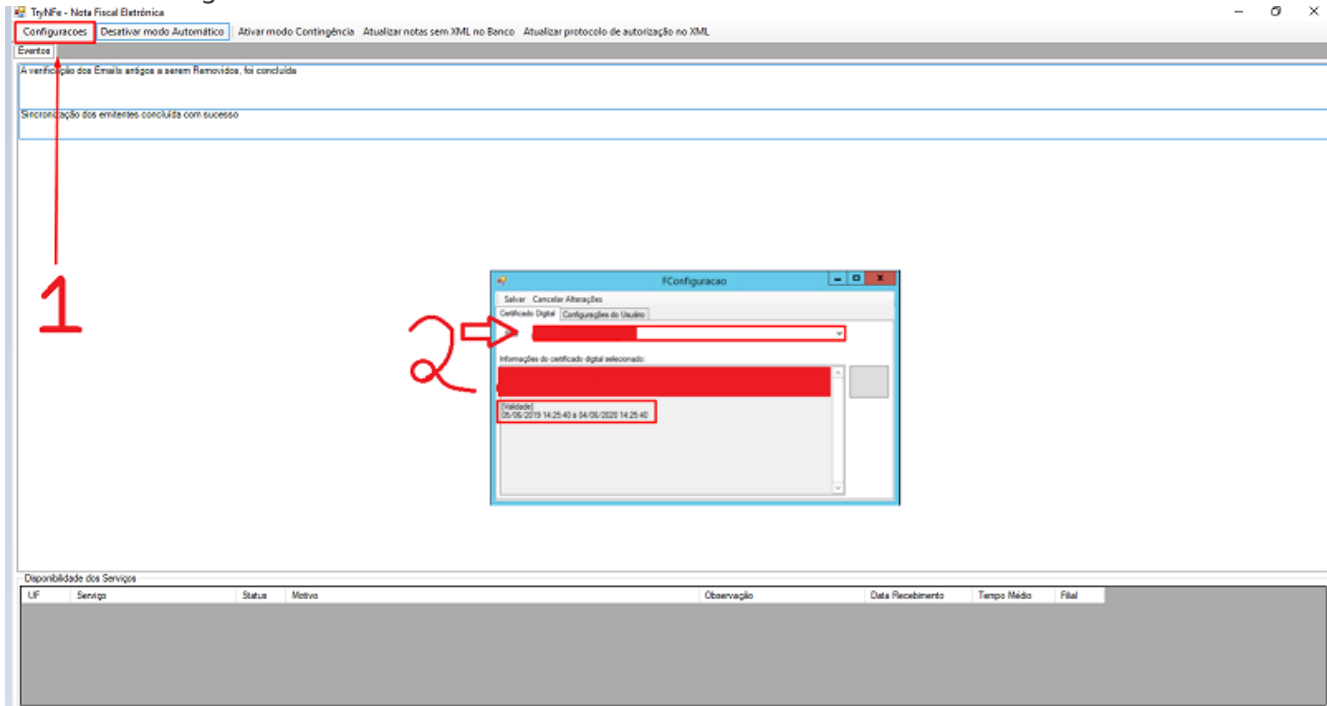 TryNFe - Nota Fiscal Eletrónica
Configuracoes Desativar modo Automático Ativar modo Contingência Atualizar notas sem XML no Banco Atualizar protocolo de autorização no XML
Eventos
A verificação dos Emails antigos a serem Removidos, foi concluída
Sincronização dos emitentes concluída com sucesso
1
2
FConfiguracao
Salvar Cancelar Alterações
Certificado Digital Configurações do Usuário
Informações do certificado digital selecionado:
[Validade]
05/06/2019 14:25:40 à 04/06/2020 14:25:40
Disponibilidade dos Serviços
UF Serviço Status Motivo Observação Data Recebimento Tempo Médio Filial